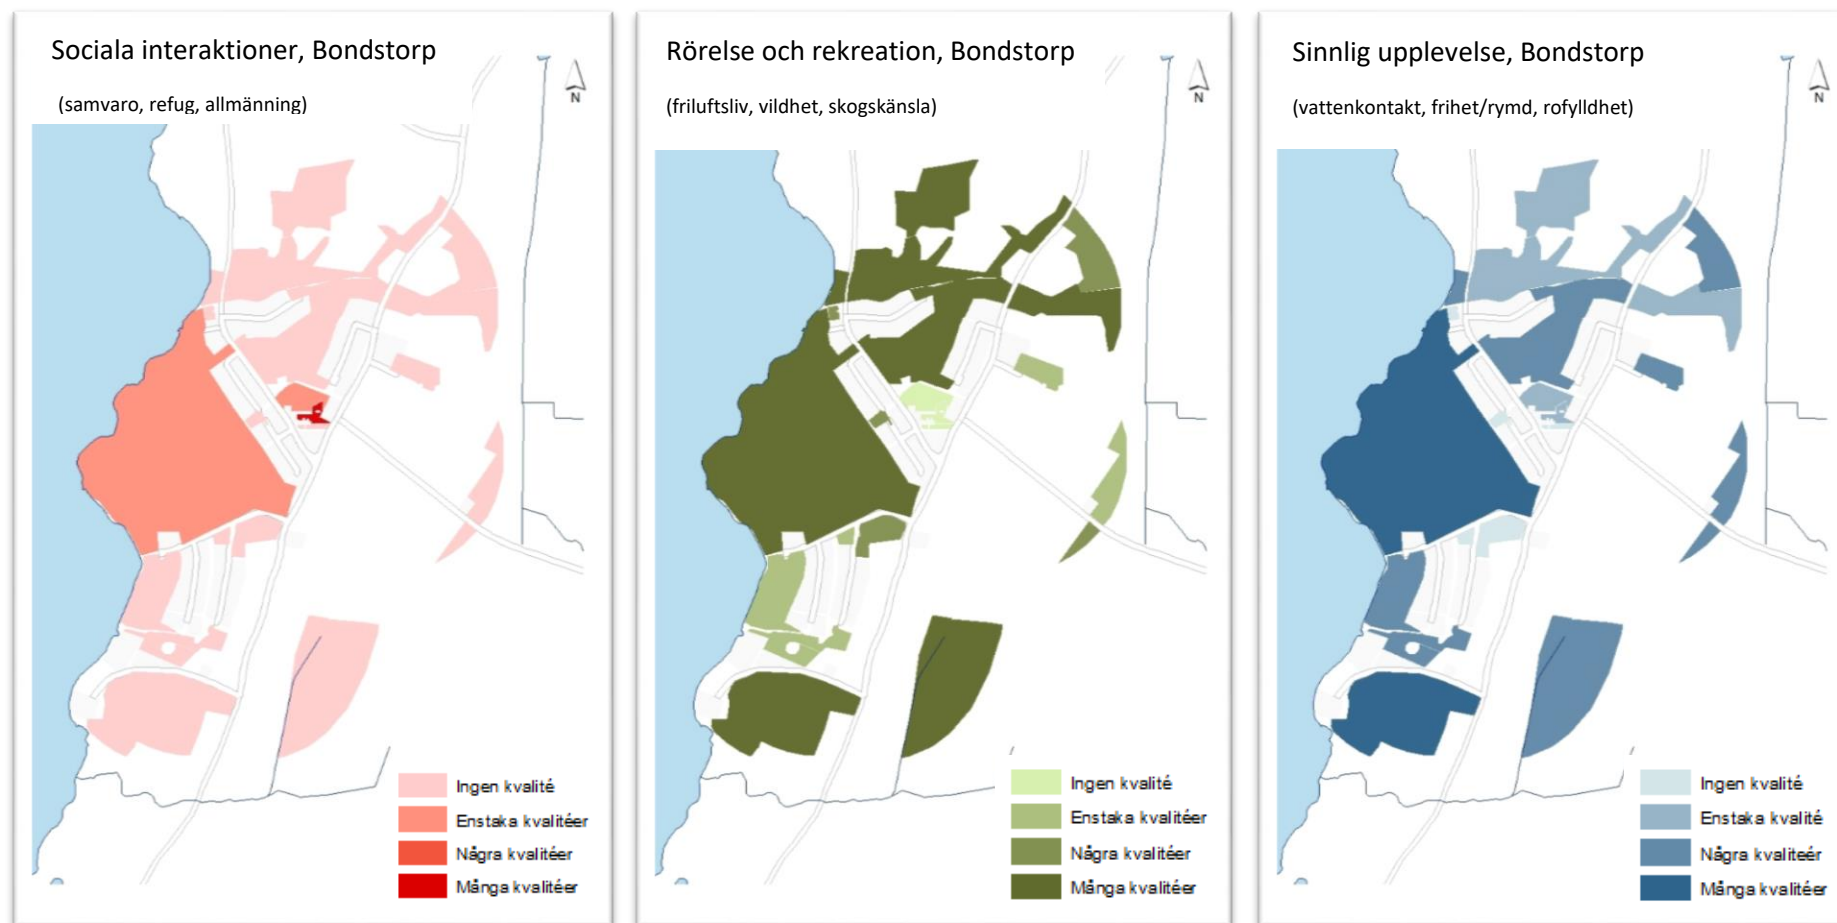 Sociala interaktioner, Bondstorp
(samvaro, refug, allmänning)
N
Ingen kvalité
Enstaka kvalitéer
Några kvalitéer
Många kvalitéer
Rörelse och rekreation, Bondstorp
(friluftsliv, vildhet, skogskänsla)
N
Ingen kvalité
Enstaka kvalitéer
Några kvalitéer
Många kvalitéer
Sinnlig upplevelse, Bondstorp
(vattenkontakt, frihet/rymd, rofylldhet)
N
Ingen kvalité
Enstaka kvalité
Några kvaliteér
Många kvalitéer